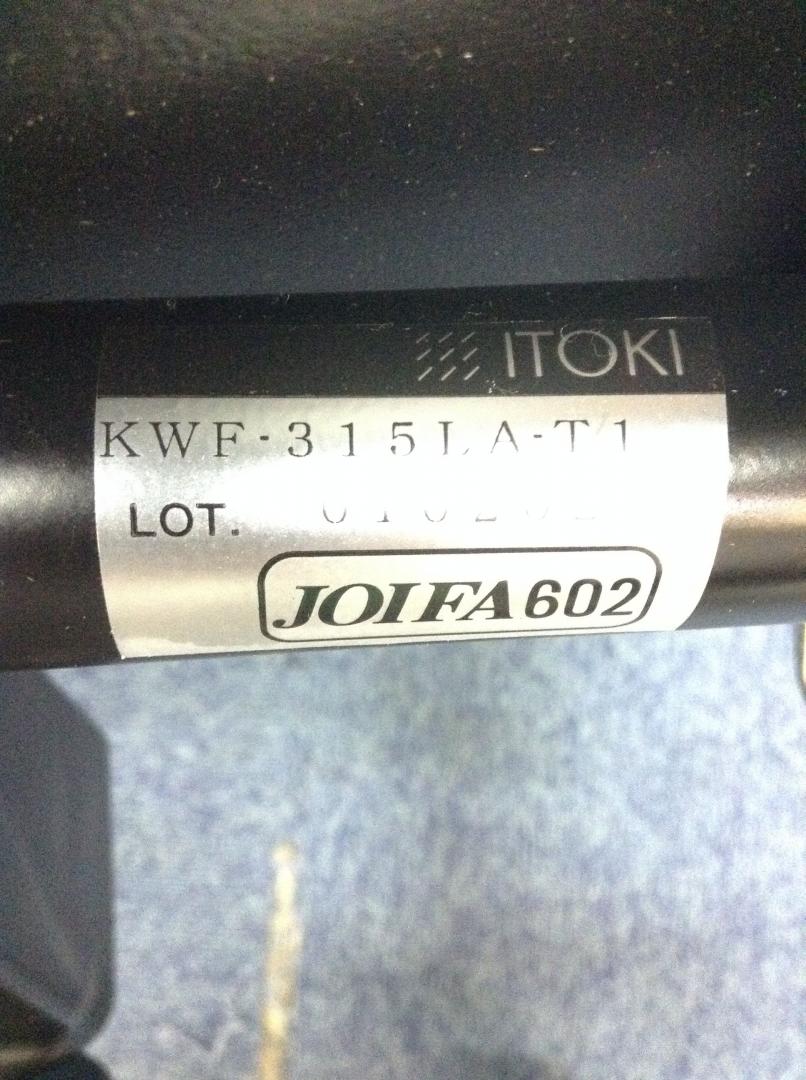 ITOKI
KWF-315LA-T1
LOT.
JOIFA602